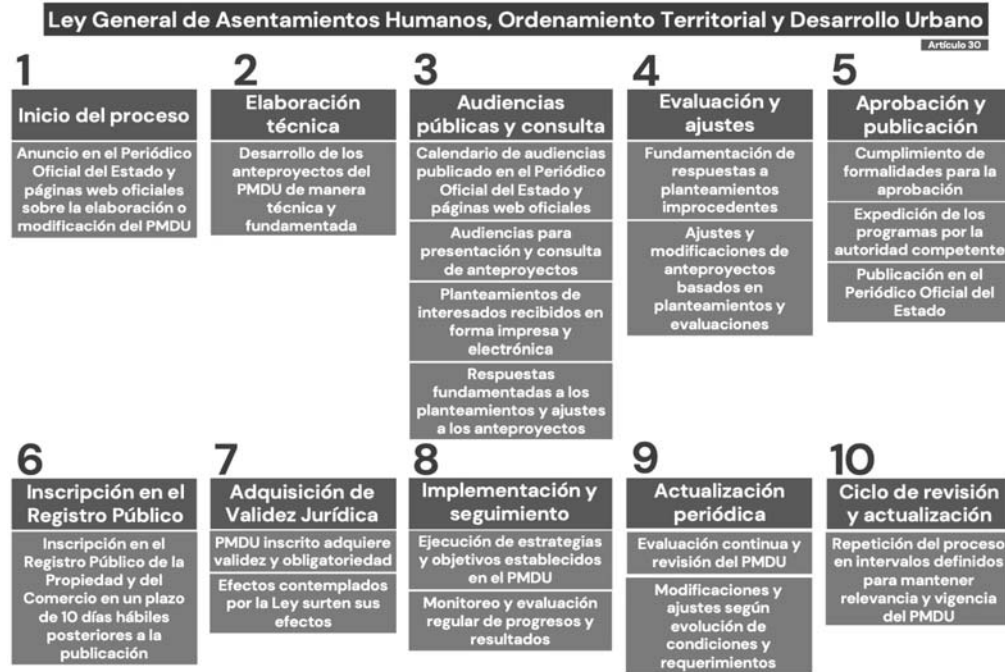 Ley General de Asentamientos Humanos, Ordenamiento Territorial y Desarrollo Urbano
Artículo 30
1
Inicio del proceso
Anuncio en el Periódico
Oficial del Estado y
páginas web oficiales
sobre la elaboración o
modificación del PMDU
2
Elaboración
técnica
Desarrollo de los
anteproyectos del
PMDU de manera
técnica y
fundamentada
3
Audiencias
públicas y consulta
Calendario de audiencias
publicado en el Periódico
Oficial del Estado y
páginas web oficiales
Audiencias para
presentación y consulta
de anteproyectos
Planteamientos de
interesados recibidos en
forma impresa y
electrónica
Respuestas
fundamentadas a los
planteamientos y ajustes
a los anteproyectos
4
Evaluación y
ajustes
Fundamentación de
respuestas a
planteamientos
improcedentes
Ajustes y
modificaciones de
anteproyectos
basados en
planteamientos y
evaluaciones
5
Aprobación y
publicación
Cumplimiento de
formalidades para la
aprobación
Expedición de los
programas por la
autoridad competente
Publicación en el
Periódico Oficial del
Estado
6
Inscripción en el
Registro Público
Inscripción en el
Registro Público de la
Propiedad y del
Comercio en un plazo
de 10 días hábiles
posteriores a la
publicación
7
Adquisición de
Validez Jurídica
PMDU inscrito adquiere
validez y obligatoriedad
Efectos contemplados
por la Ley surten sus
efectos
8
Implementación y
seguimiento
Ejecución de estrategias
y objetivos establecidos
en el PMDU
Monitoreo y evaluación
regular de progresos y
resultados
9
Actualización
periódica
Evaluación continua y
revisión del PMDU
Modificaciones y
ajustes según
evolución de
condiciones y
requerimientos
10
Ciclo de revisión
y actualización
Repetición del proceso
en intervalos definidos
para mantener
relevancia y vigencia
del PMDU